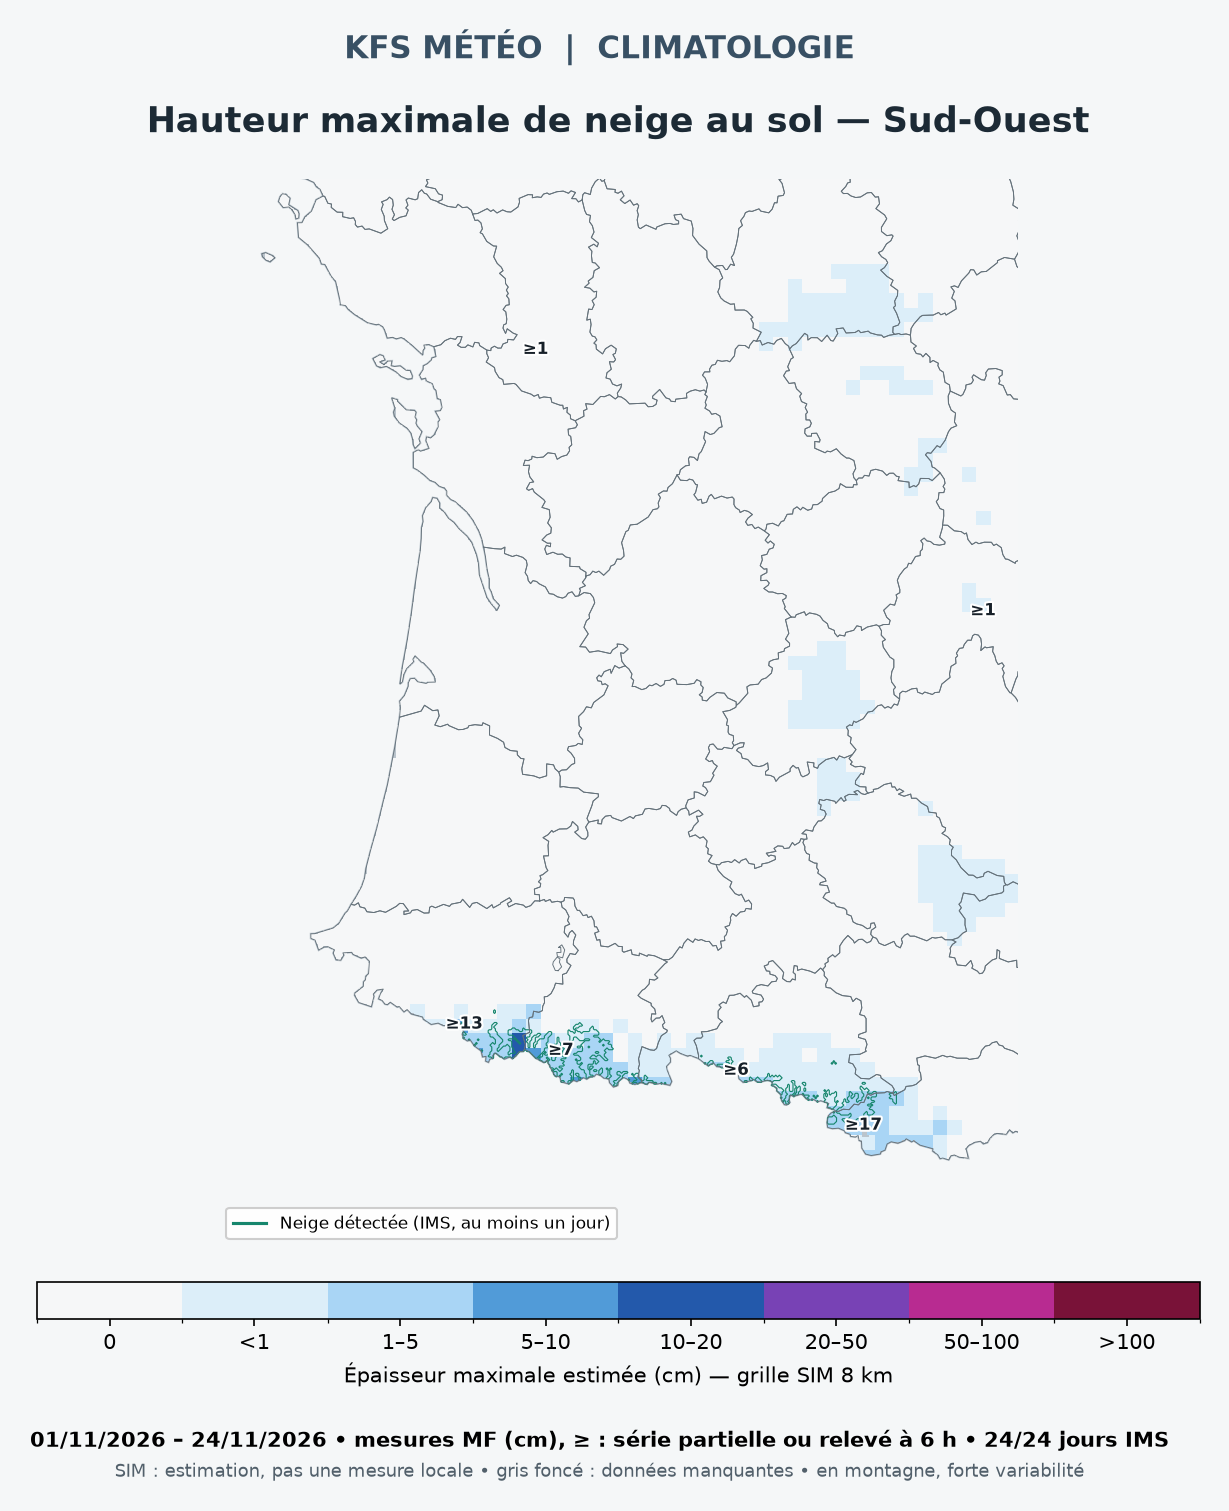 KFS MÉTÉO | CLIMATOLOGIE
Hauteur maximale de neige au sol — Sud-Ouest
≥1
≥1
≥13
≥7
≥6
≥17
Neige détectée (IMS, au moins un jour)
0 <1 1–5 5–10 10–20 20–50 50–100 >100
Épaisseur maximale estimée (cm) — grille SIM 8 km
01/11/2026 – 24/11/2026 • mesures MF (cm), ≥ : série partielle ou relevé à 6 h • 24/24 jours IMS
SIM : estimation, pas une mesure locale • gris foncé : données manquantes • en montagne, forte variabilité